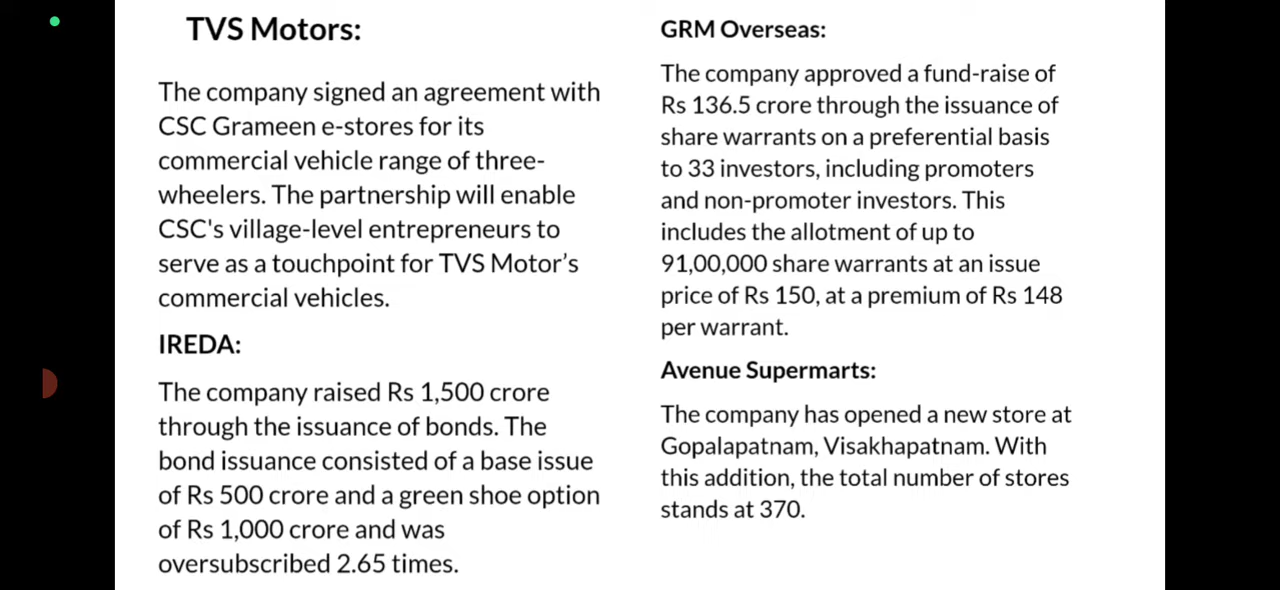 TVS Motors:
The company signed an agreement with
CSC Grameen e-stores for its
commercial vehicle range of three-
wheelers. The partnership will enable
CSC's village-level entrepreneurs to
serve as a touchpoint for TVS Motor’s
commercial vehicles.
IREDA:
The company raised Rs 1,500 crore
through the issuance of bonds. The
bond issuance consisted of a base issue
of Rs 500 crore and a green shoe option
of Rs 1,000 crore and was
oversubscribed 2.65 times.
GRM Overseas:
The company approved a fund-raise of
Rs 136.5 crore through the issuance of
share warrants on a preferential basis
to 33 investors, including promoters
and non-promoter investors. This
includes the allotment of up to
91,00,000 share warrants at an issue
price of Rs 150, at a premium of Rs 148
per warrant.
Avenue Supermarts:
The company has opened a new store at
Gopalapatnam, Visakhapatnam. With
this addition, the total number of stores
stands at 370.